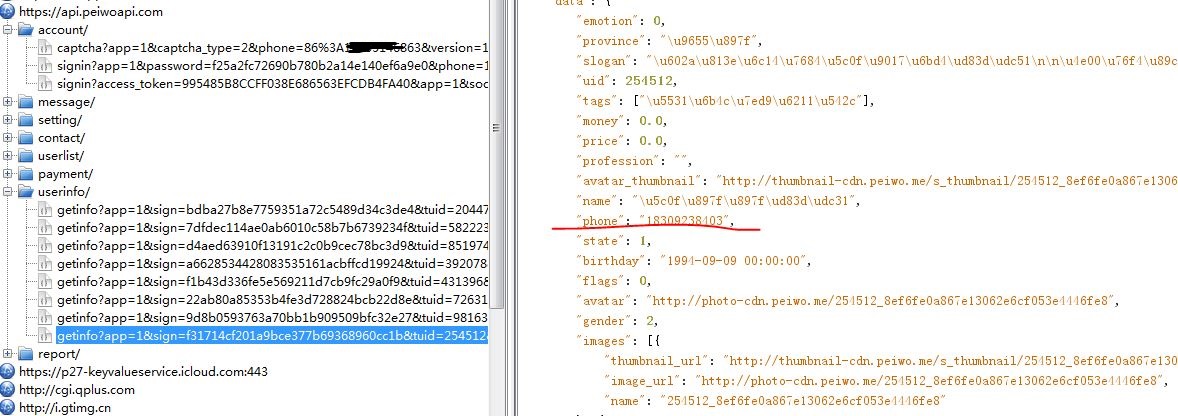 https://api.peiwoapi.com
account/
captcha?app=1&captcha_type=2&phone=86%3A1 863&version=1
signin?app=1&password=f25a2fc72690b780b2a14e140ef6a9e0&phone=
signin?access_token=995485B8CCFF038E686563EFCDB4FA40&app=1&soc
message/
setting/
contact/
userlist/
payment/
userinfo/
getinfo?app=1&sign=bdba27b8e7759351a72c5489d34c3de4&tuid=20447
getinfo?app=1&sign=7dfdec114ae0ab6010c58b7b6739234f&tuid=582223
getinfo?app=1&sign=d4aed63910f13191c2c0b9cec78bc3d9&tuid=851974
getinfo?app=1&sign=a6628534428083535161acbffcd19924&tuid=392078
getinfo?app=1&sign=f1b43d336fe5e569211d7cb9fc29a0f9&tuid=431396
getinfo?app=1&sign=22ab80a85353b4fe3d728824bcb22d8e&tuid=72631
getinfo?app=1&sign=9d8b0593763a70bb1b909509bfc32e27&tuid=98163
getinfo?app=1&sign=f31714cf201a9bce377b69368960cc1b&tuid=254512
report/
https://p27-keyvalueservice.icloud.com:443
http://cgi.qplus.com
http://i.gtimg.cn
data": {
"emotion": 0,
"province": "\u9655\u897f",
"slogan": "\u602a\u813e\u6c14\u7684\u5c0f\u9017\u6bd4\ud83d\udc51\n\n\u4e00\u76f4\u89c
"uid": 254512,
"tags": ["\u5531\u6b4c\u7ed9\u6211\u542c"],
"money": 0.0,
"price": 0.0,
"profession": "",
"avatar_thumbnail": "http://thumbnail-cdn.peiwo.me/s_thumbnail/254512_8ef6fe0a867e1306
"name": "\u5c0f\u897f\u897f\ud83d\udc31",
"phone": "18309238403",
"state": 1,
"birthday": "1994-09-09 00:00:00",
"flags": 0,
"avatar": "http://photo-cdn.peiwo.me/254512_8ef6fe0a867e13062e6cf053e4446fe8",
"gender": 2,
"images": [{
"thumbnail_url": "http://thumbnail-cdn.peiwo.me/s_thumbnail/254512_8ef6fe0a867e130
"image_url": "http://photo-cdn.peiwo.me/254512_8ef6fe0a867e13062e6cf053e4446fe8",
"name": "254512_8ef6fe0a867e13062e6cf053e4446fe8"